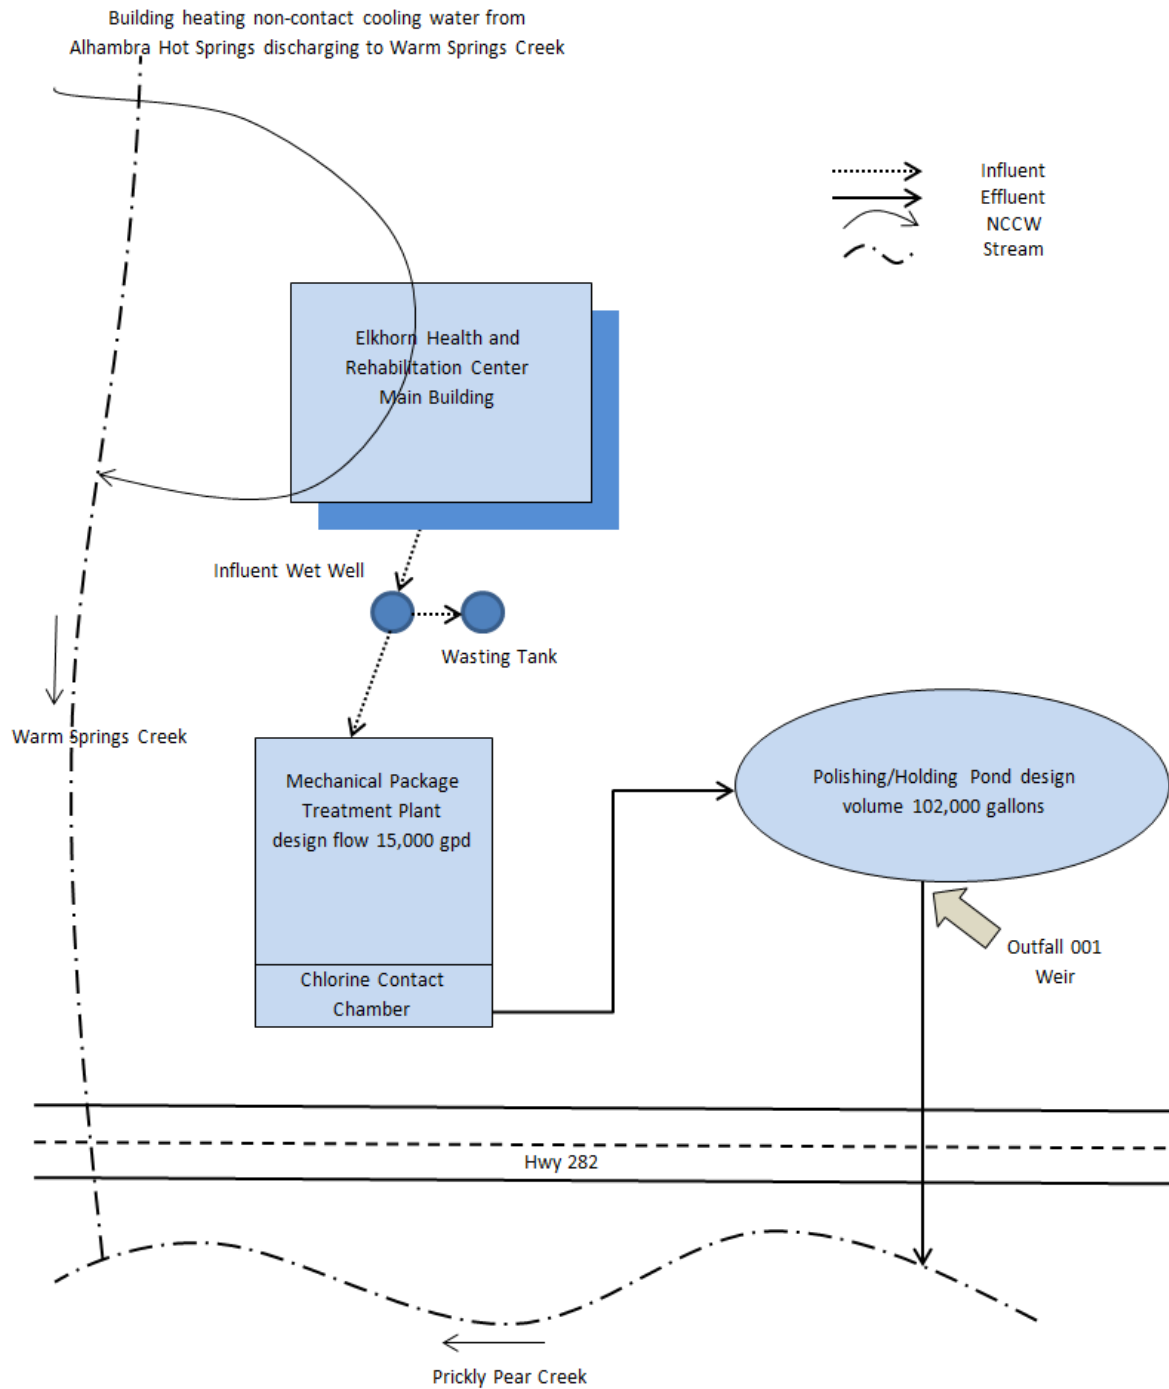 Building heating non-contact cooling water from
Alhambra Hot Springs discharging to Warm Springs Creek
Influent
Effluent
NCCW
Stream
Elkhorn Health and
Rehabilitation Center
Main Building
Influent Wet Well
Wasting Tank
Warm Springs Creek
Mechanical Package
Treatment Plant
design flow 15,000 gpd
Polishing/Holding Pond design
volume 102,000 gallons
Outfall 001
Weir
Chlorine Contact
Chamber
Hwy 282
Prickly Pear Creek